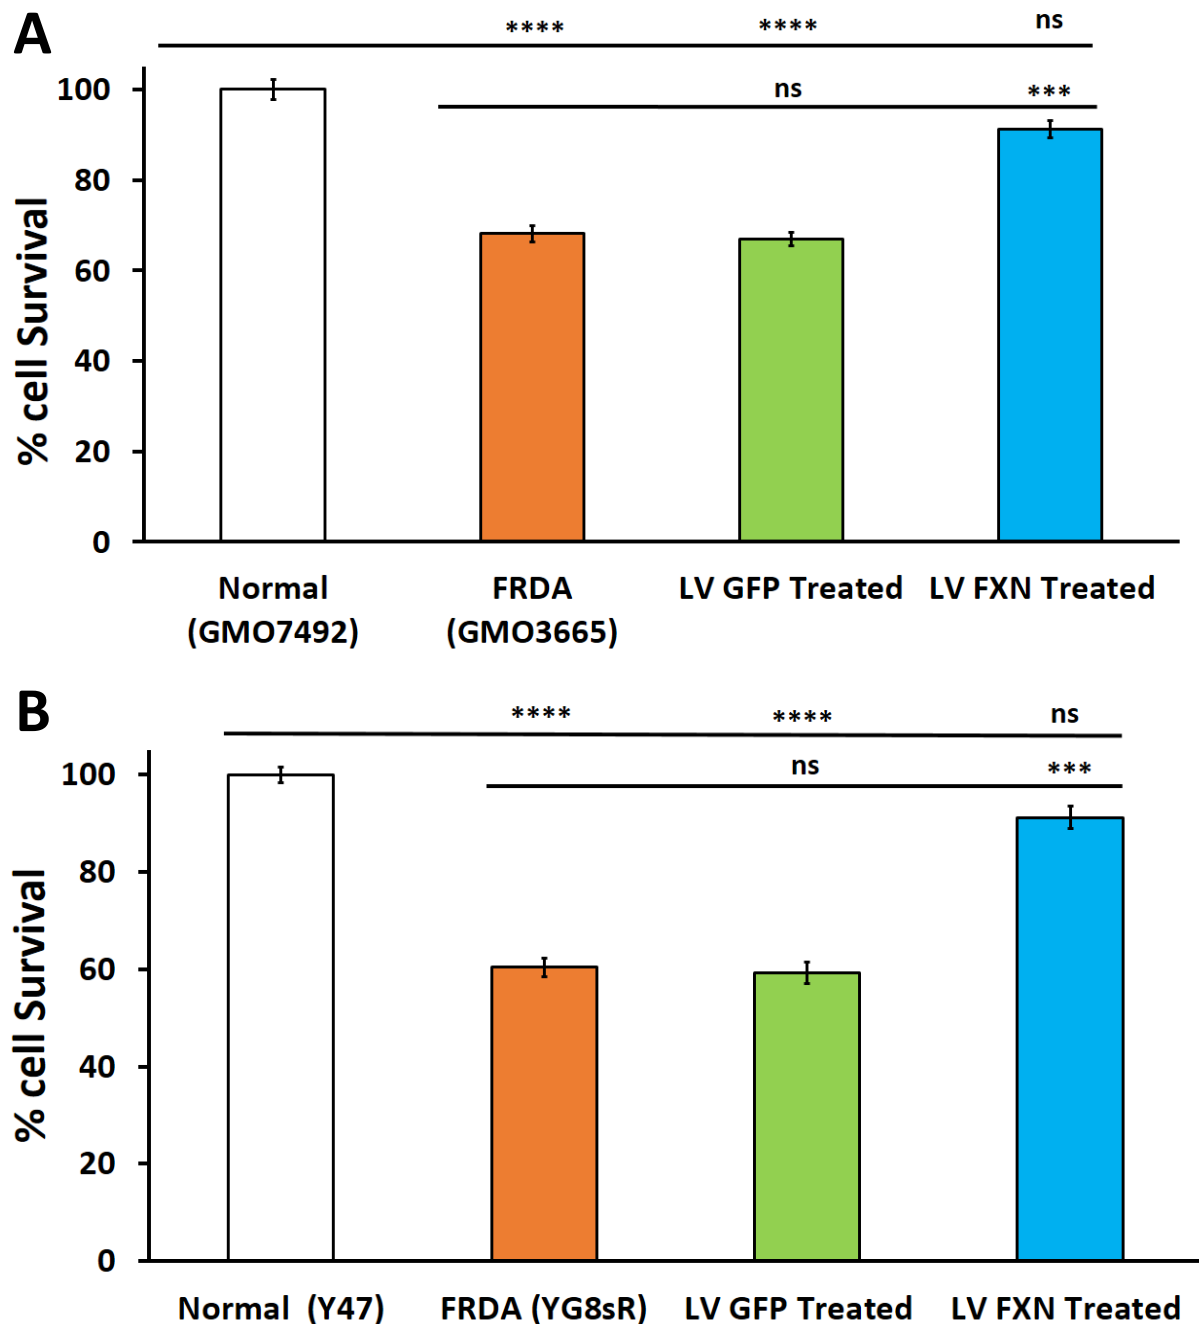 A
**** **** ns
ns ***
100
80
60
40
20
0
% cell Survival
Normal FRDA LV GFP Treated LV FXN Treated
(GMO7492) (GMO3665)
B
**** **** ns
ns ***
100
80
60
40
20
0
% cell Survival
Normal (Y47) FRDA (YG8sR) LV GFP Treated LV FXN Treated